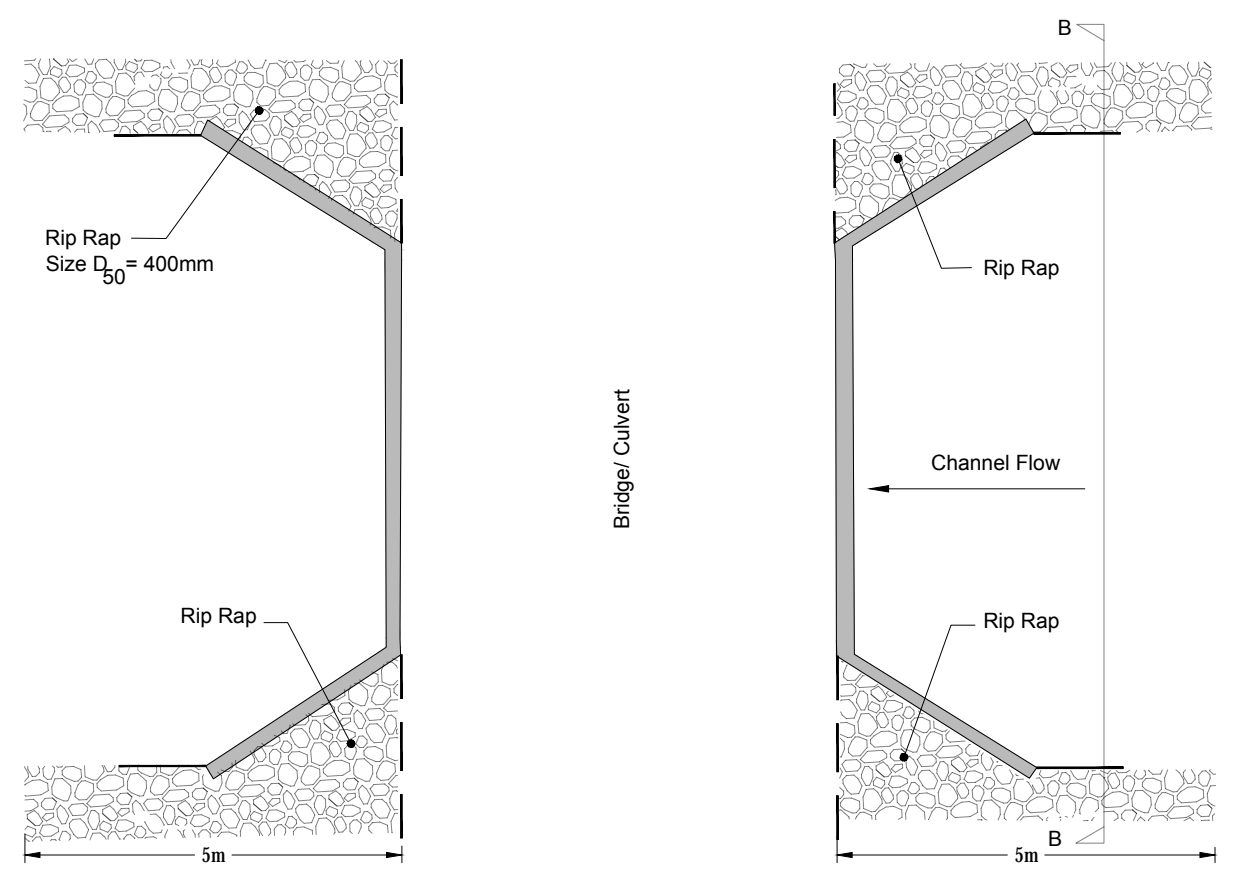 B
Rip Rap
Size D50 = 400mm
Rip Rap
Bridge/ Culvert
Channel Flow
Rip Rap
Rip Rap
B
5m
5m